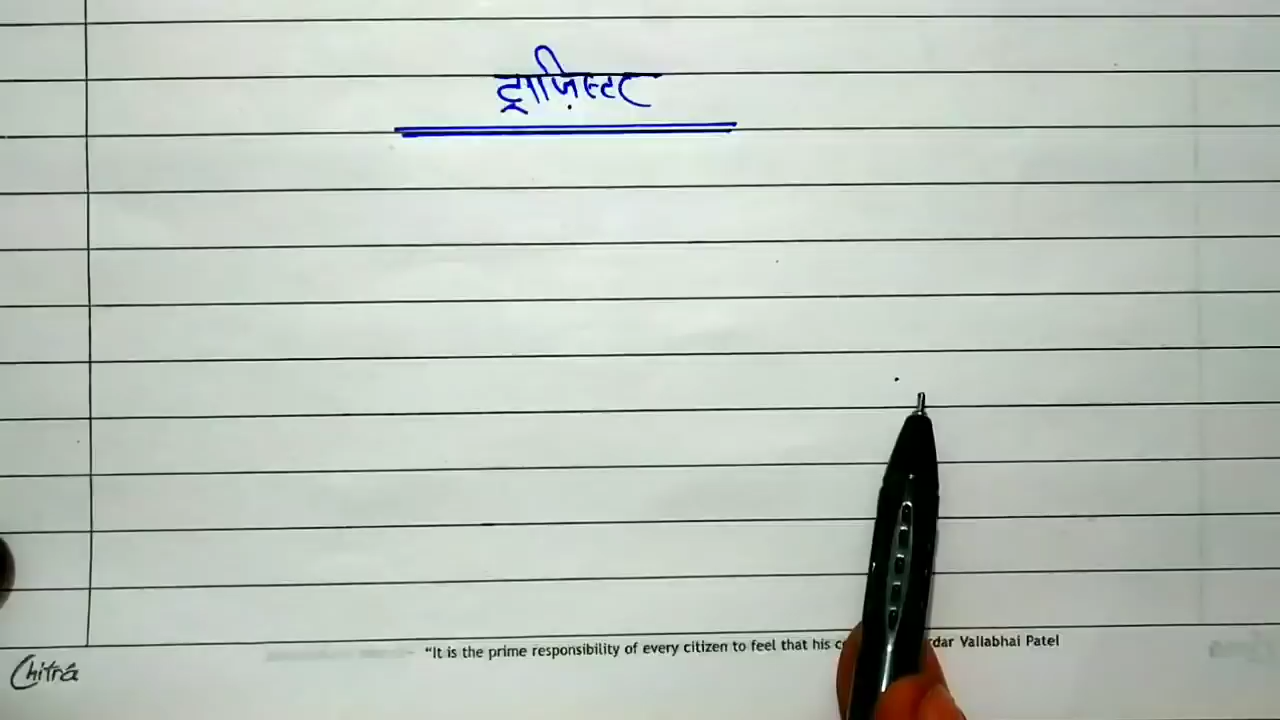 ट्राज़िस्टर
"It is the prime responsibility of every citizen to feel that his c rdar Vallabhai Patel
Chitra